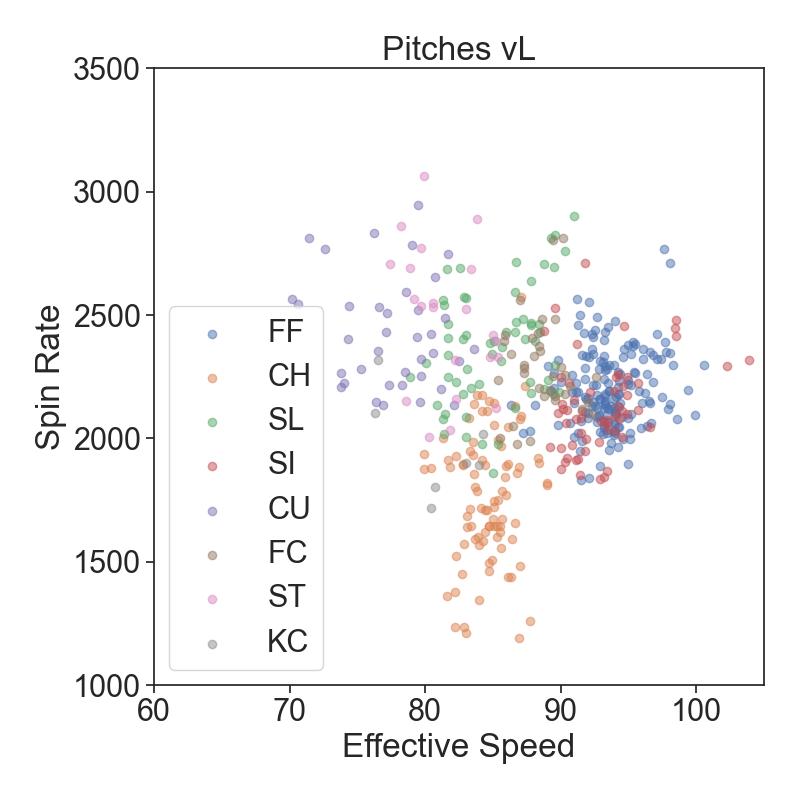 Pitches vL
3500
3000
2500
2000
1500
1000
Spin Rate
FF
CH
SL
SI
CU
FC
ST
KC
60 70 80 90 100
Effective Speed